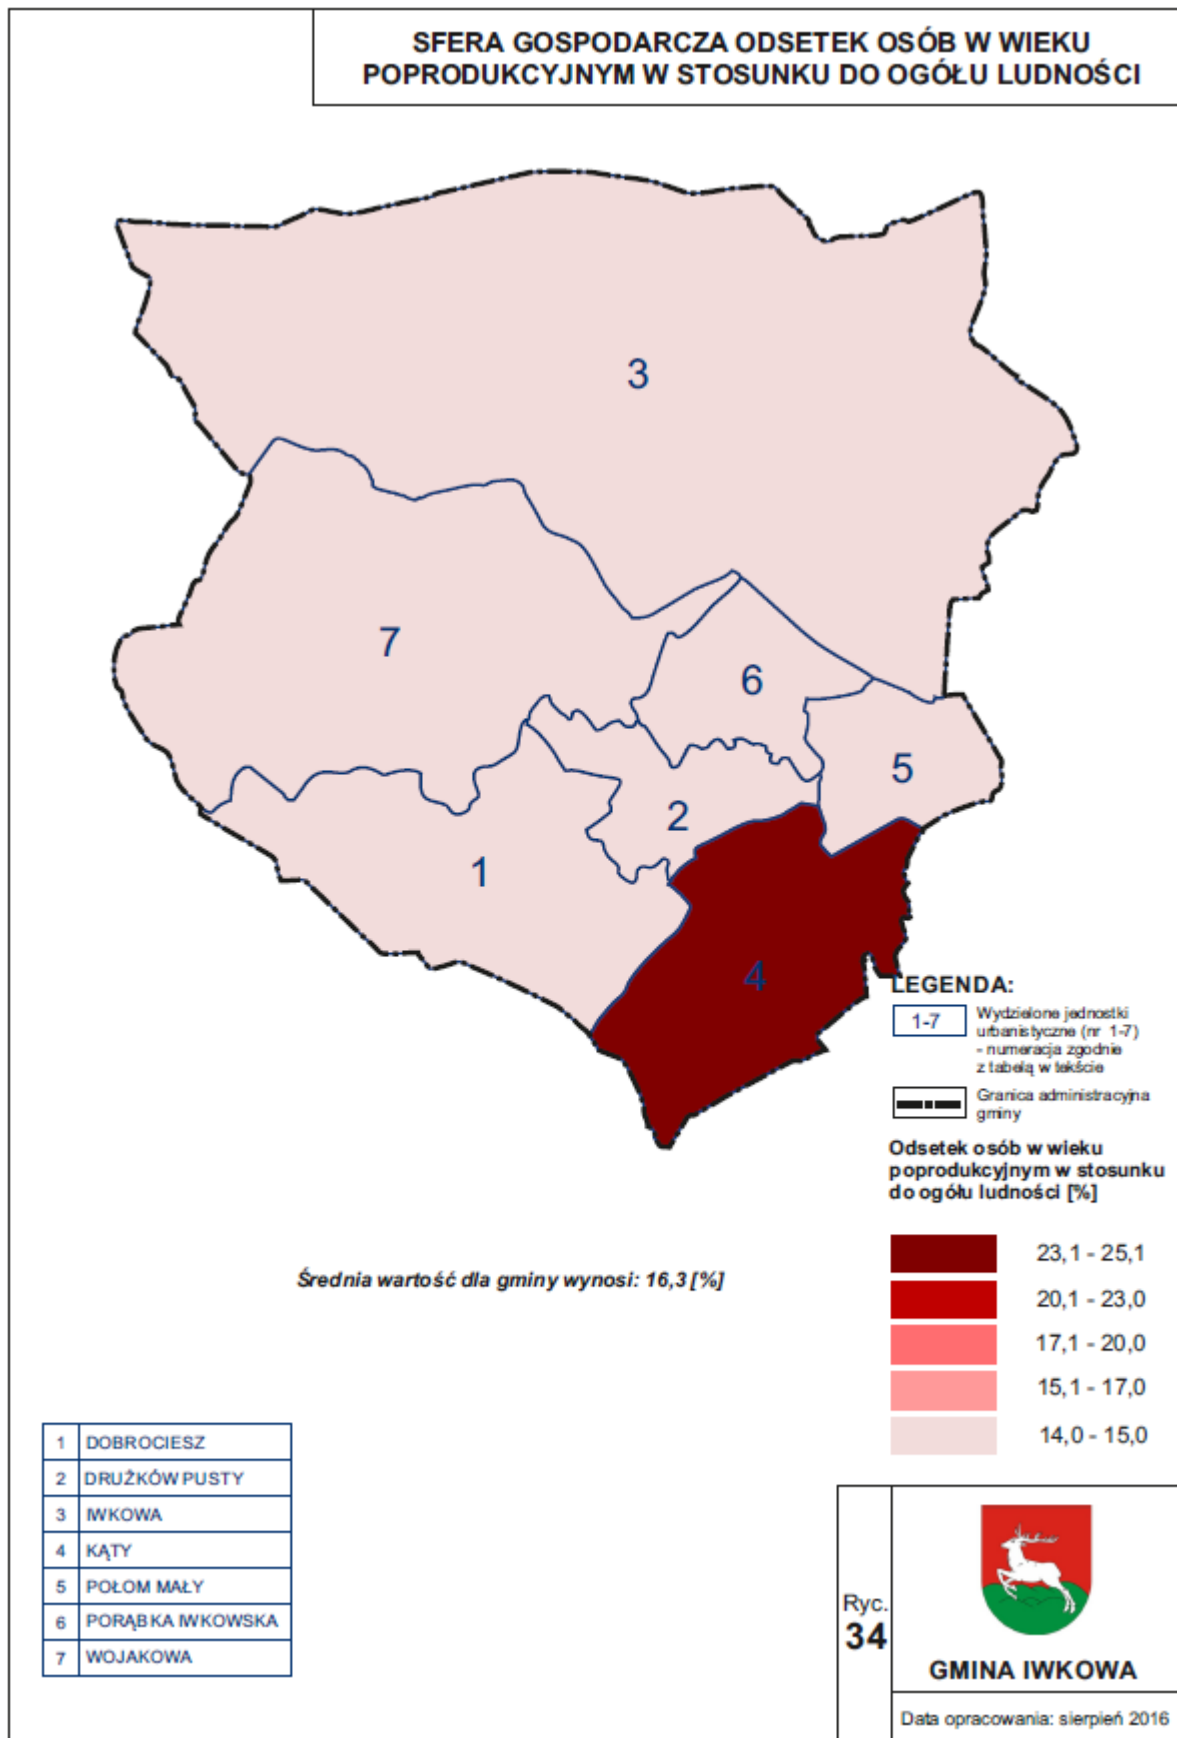 SFERA GOSPODARCZA ODSETEK OSÓB W WIEKU
POPRODUKCYJNYM W STOSUNKU DO OGÓŁU LUDNOŚCI
3
7
6
5
2
1
4
LEGENDA:
1-7
Wydzielone jednostki
urbanistyczne (nr 1-7)
- numeracja zgodnie
z tabelą w tekście
Granica administracyjna
gminy
Odsetek osób w wieku
poprodukcyjnym w stosunku
do ogółu ludności [%]
23,1 - 25,1
20,1 - 23,0
17,1 - 20,0
15,1 - 17,0
14,0 - 15,0
Średnia wartość dla gminy wynosi: 16,3 [%]
1 DOBROCIESZ
2 DRUŻKÓW PUSTY
3 IWKOWA
4 KĄTY
5 POŁOM MAŁY
6 PORĄBKA IWKOWSKA
7 WOJAKOWA
Ryc.
34
GMINA IWKOWA
Data opracowania: sierpień 2016